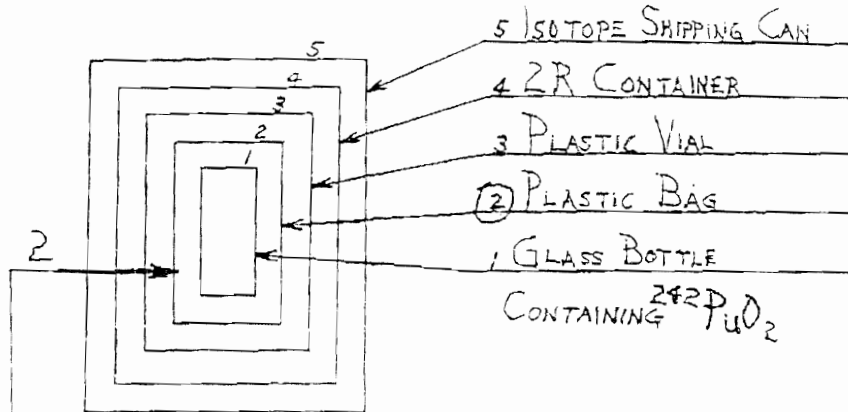 5 ISOTOPE SHIPPING CAN
4 2R CONTAINER
3 PLASTIC VIAL
2 PLASTIC BAG
1 GLASS BOTTLE
CONTAINING ²⁴²PuO₂
5
4
3
2
1
2